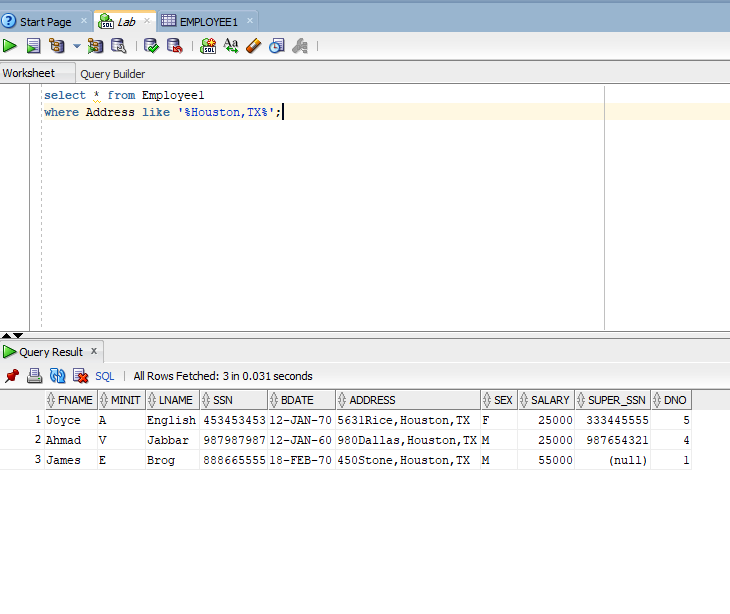 Start Page × Lab × EMPLOYEE1 ×
Worksheet Query Builder
select * from Employee1
where Address like '%Houston,TX%';
Query Result x
SQL | All Rows Fetched: 3 in 0.031 seconds
FNAME MINIT LNAME SSN BDATE ADDRESS SEX SALARY SUPER_SSN DNO
1 Joyce A English 453453453 12-JAN-70 5631Rice,Houston,TX F 25000 333445555 5
2 Ahmad V Jabbar 987987987 12-JAN-60 980Dallas,Houston,TX M 25000 987654321 4
3 James E Brog 888665555 18-FEB-70 450Stone,Houston,TX M 55000 (null) 1